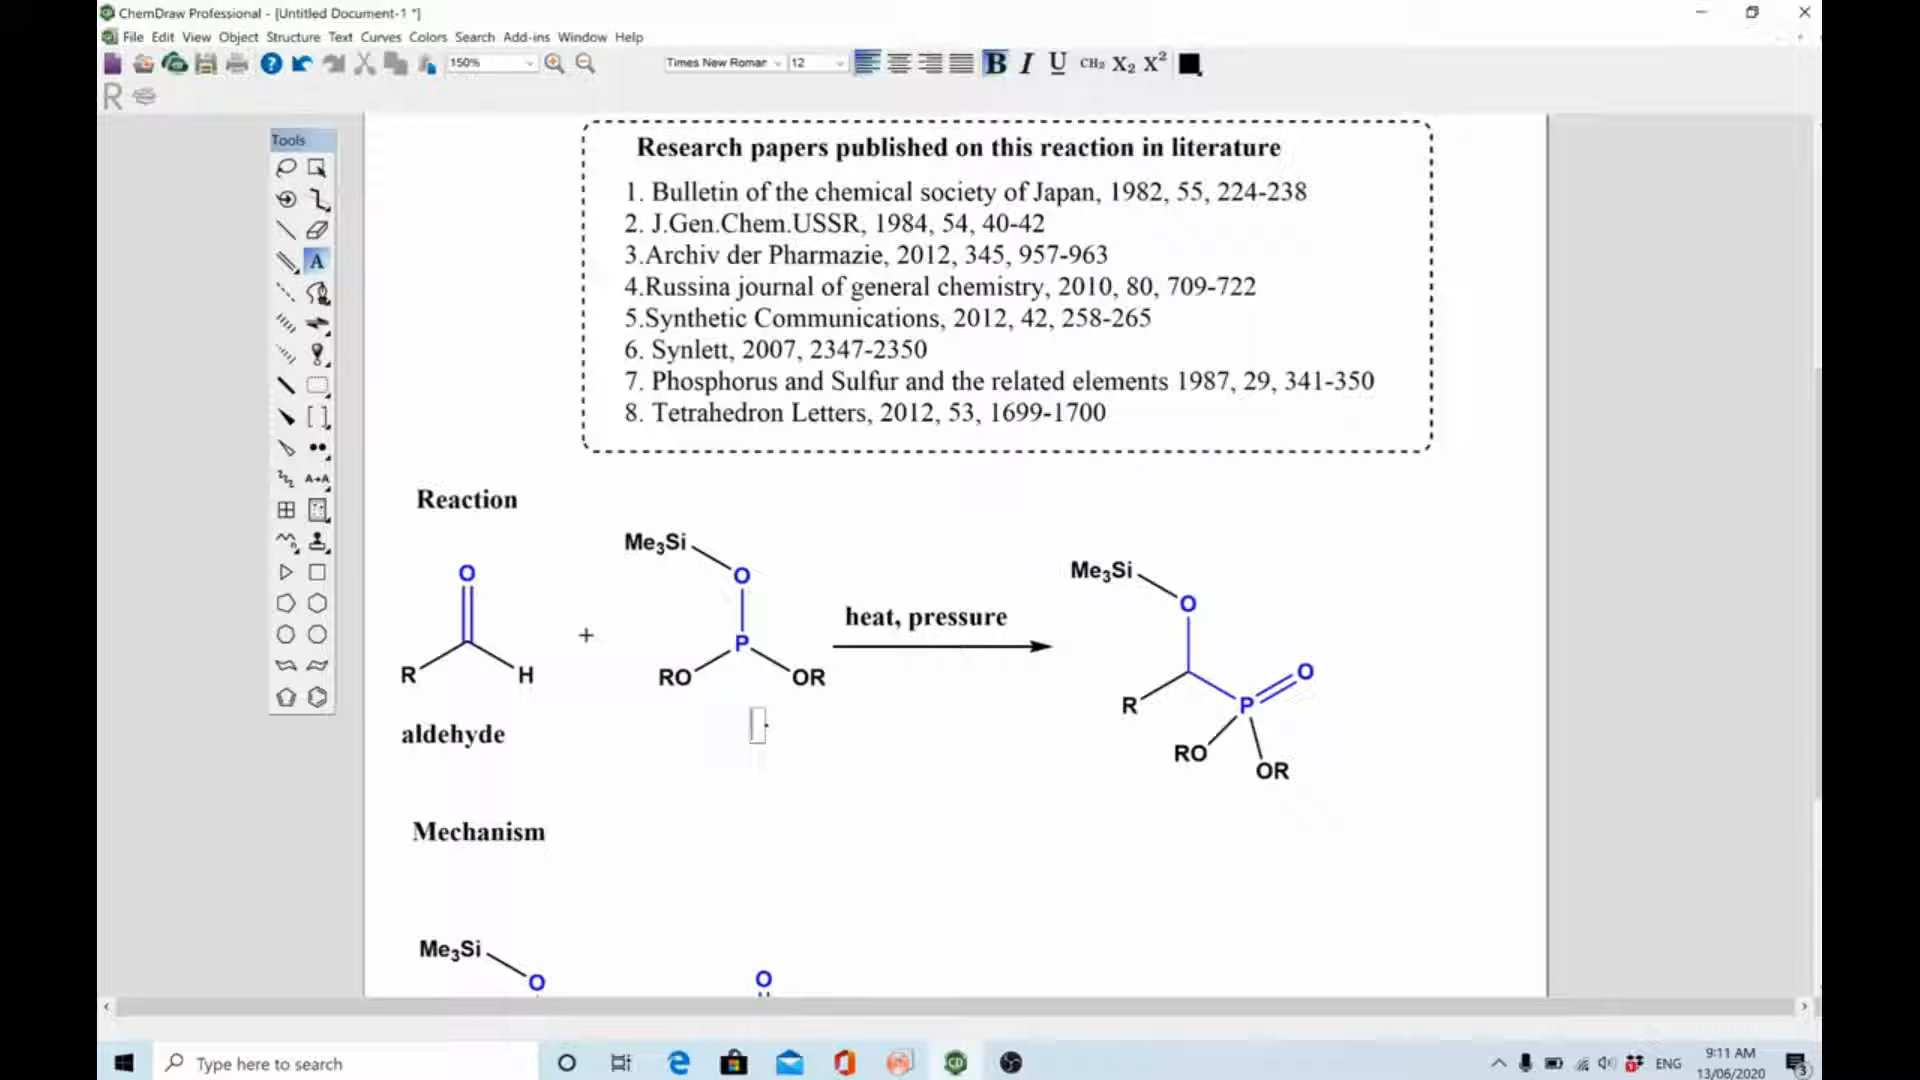 ChemDraw Professional - [Untitled Document-1 *]
File Edit View Object Structure Text Curves Colors Search Add-ins Window Help
150%
Times New Roman
12
B I U CH₂ X₂ X²
R
Tools
A
A→A
Research papers published on this reaction in literature
1. Bulletin of the chemical society of Japan, 1982, 55, 224-238
2. J.Gen.Chem.USSR, 1984, 54, 40-42
3.Archiv der Pharmazie, 2012, 345, 957-963
4.Russina journal of general chemistry, 2010, 80, 709-722
5.Synthetic Communications, 2012, 42, 258-265
6. Synlett, 2007, 2347-2350
7. Phosphorus and Sulfur and the related elements 1987, 29, 341-350
8. Tetrahedron Letters, 2012, 53, 1699-1700
Reaction
O
R
H
+
Me₃Si
O
P
RO
OR
heat, pressure
Me₃Si
O
R
P
O
RO
OR
aldehyde
Mechanism
Me₃Si
O
O
Type here to search
CD
ENG
9:11 AM
13/06/2020
3